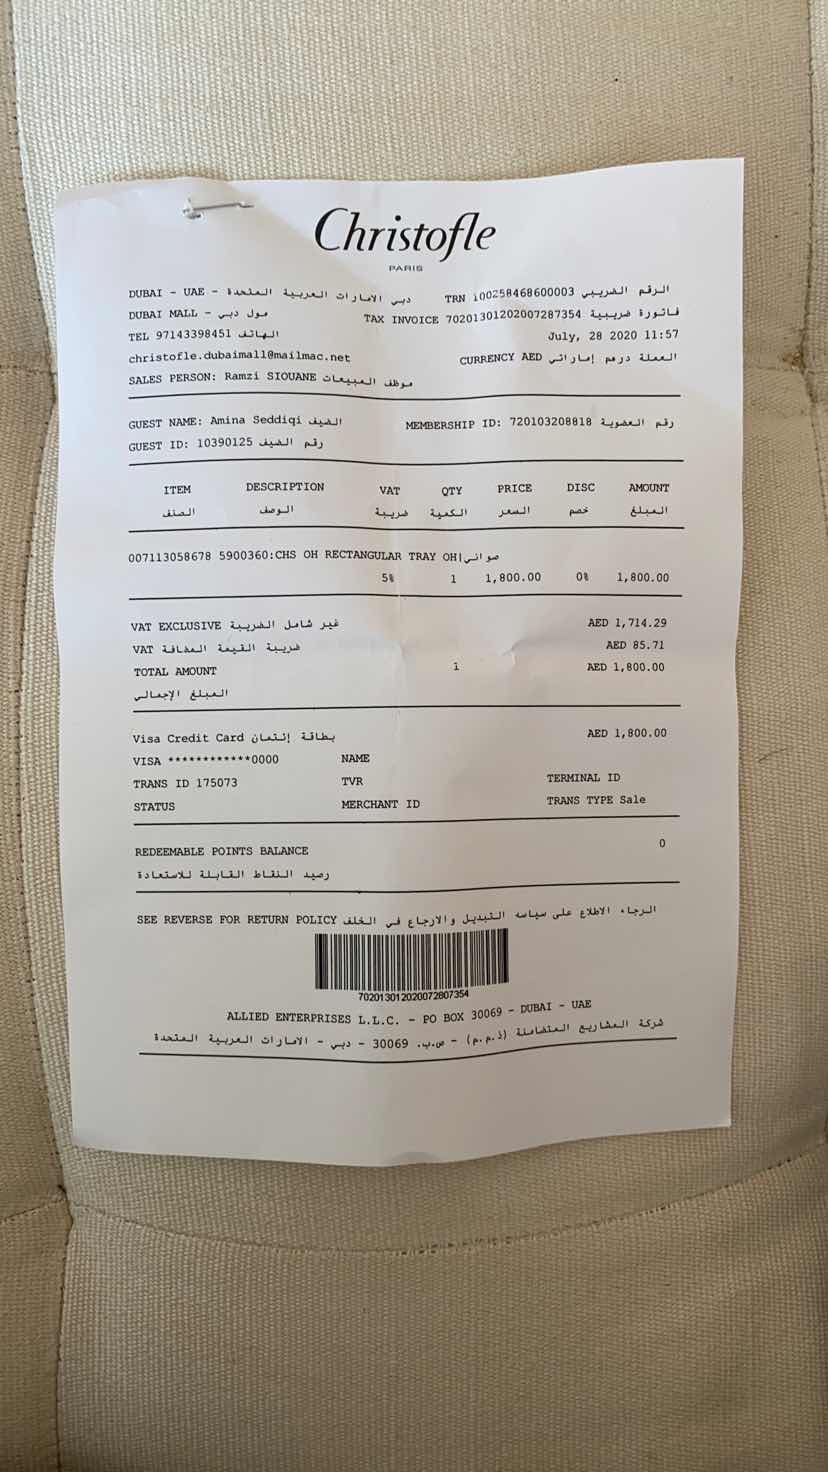 Christofle
PARIS
DUBAI - UAE - دبي الامارات العربية المتحدة TRN 100258468600003 الرقم الضريبي
DUBAI MALL - مول دبي TAX INVOICE 70201301202007287354 فاتورة ضريبية
TEL 97143398451 الهاتف July, 28 2020 11:57
christofle.dubaimall@mailmac.net CURRENCY AED العملة درهم إماراتي
SALES PERSON: Ramzi SIOUANE موظف المبيعات
GUEST NAME: Amina Seddiqi الضيف MEMBERSHIP ID: 720103208818 رقم العضوية
GUEST ID: 10390125 رقم الضيف
ITEM DESCRIPTION VAT QTY PRICE DISC AMOUNT
الصنف الوصف ضريبة الكمية السعر خصم المبلغ
007113058678 5900360:CHS OH RECTANGULAR TRAY OH|صواني
5% 1 1,800.00 0% 1,800.00
VAT EXCLUSIVE غير شامل الضريبة AED 1,714.29
VAT ضريبة القيمة المضافة AED 85.71
TOTAL AMOUNT 1 AED 1,800.00
المبلغ الإجمالي
Visa Credit Card بطاقة إئتمان AED 1,800.00
VISA ************0000 NAME
TRANS ID 175073 TVR TERMINAL ID
STATUS MERCHANT ID TRANS TYPE Sale
REDEEMABLE POINTS BALANCE 0
رصيد النقاط القابلة للاستعادة
SEE REVERSE FOR RETURN POLICY الرجاء الاطلاع على سياسه التبديل والارجاع في الخلف
70201301202007287354
ALLIED ENTERPRISES L.L.C. - PO BOX 30069 - DUBAI - UAE
شركة المشاريع المتضامنة (ذ.م.م) - ص.ب. 30069 - دبي - الامارات العربية المتحدة